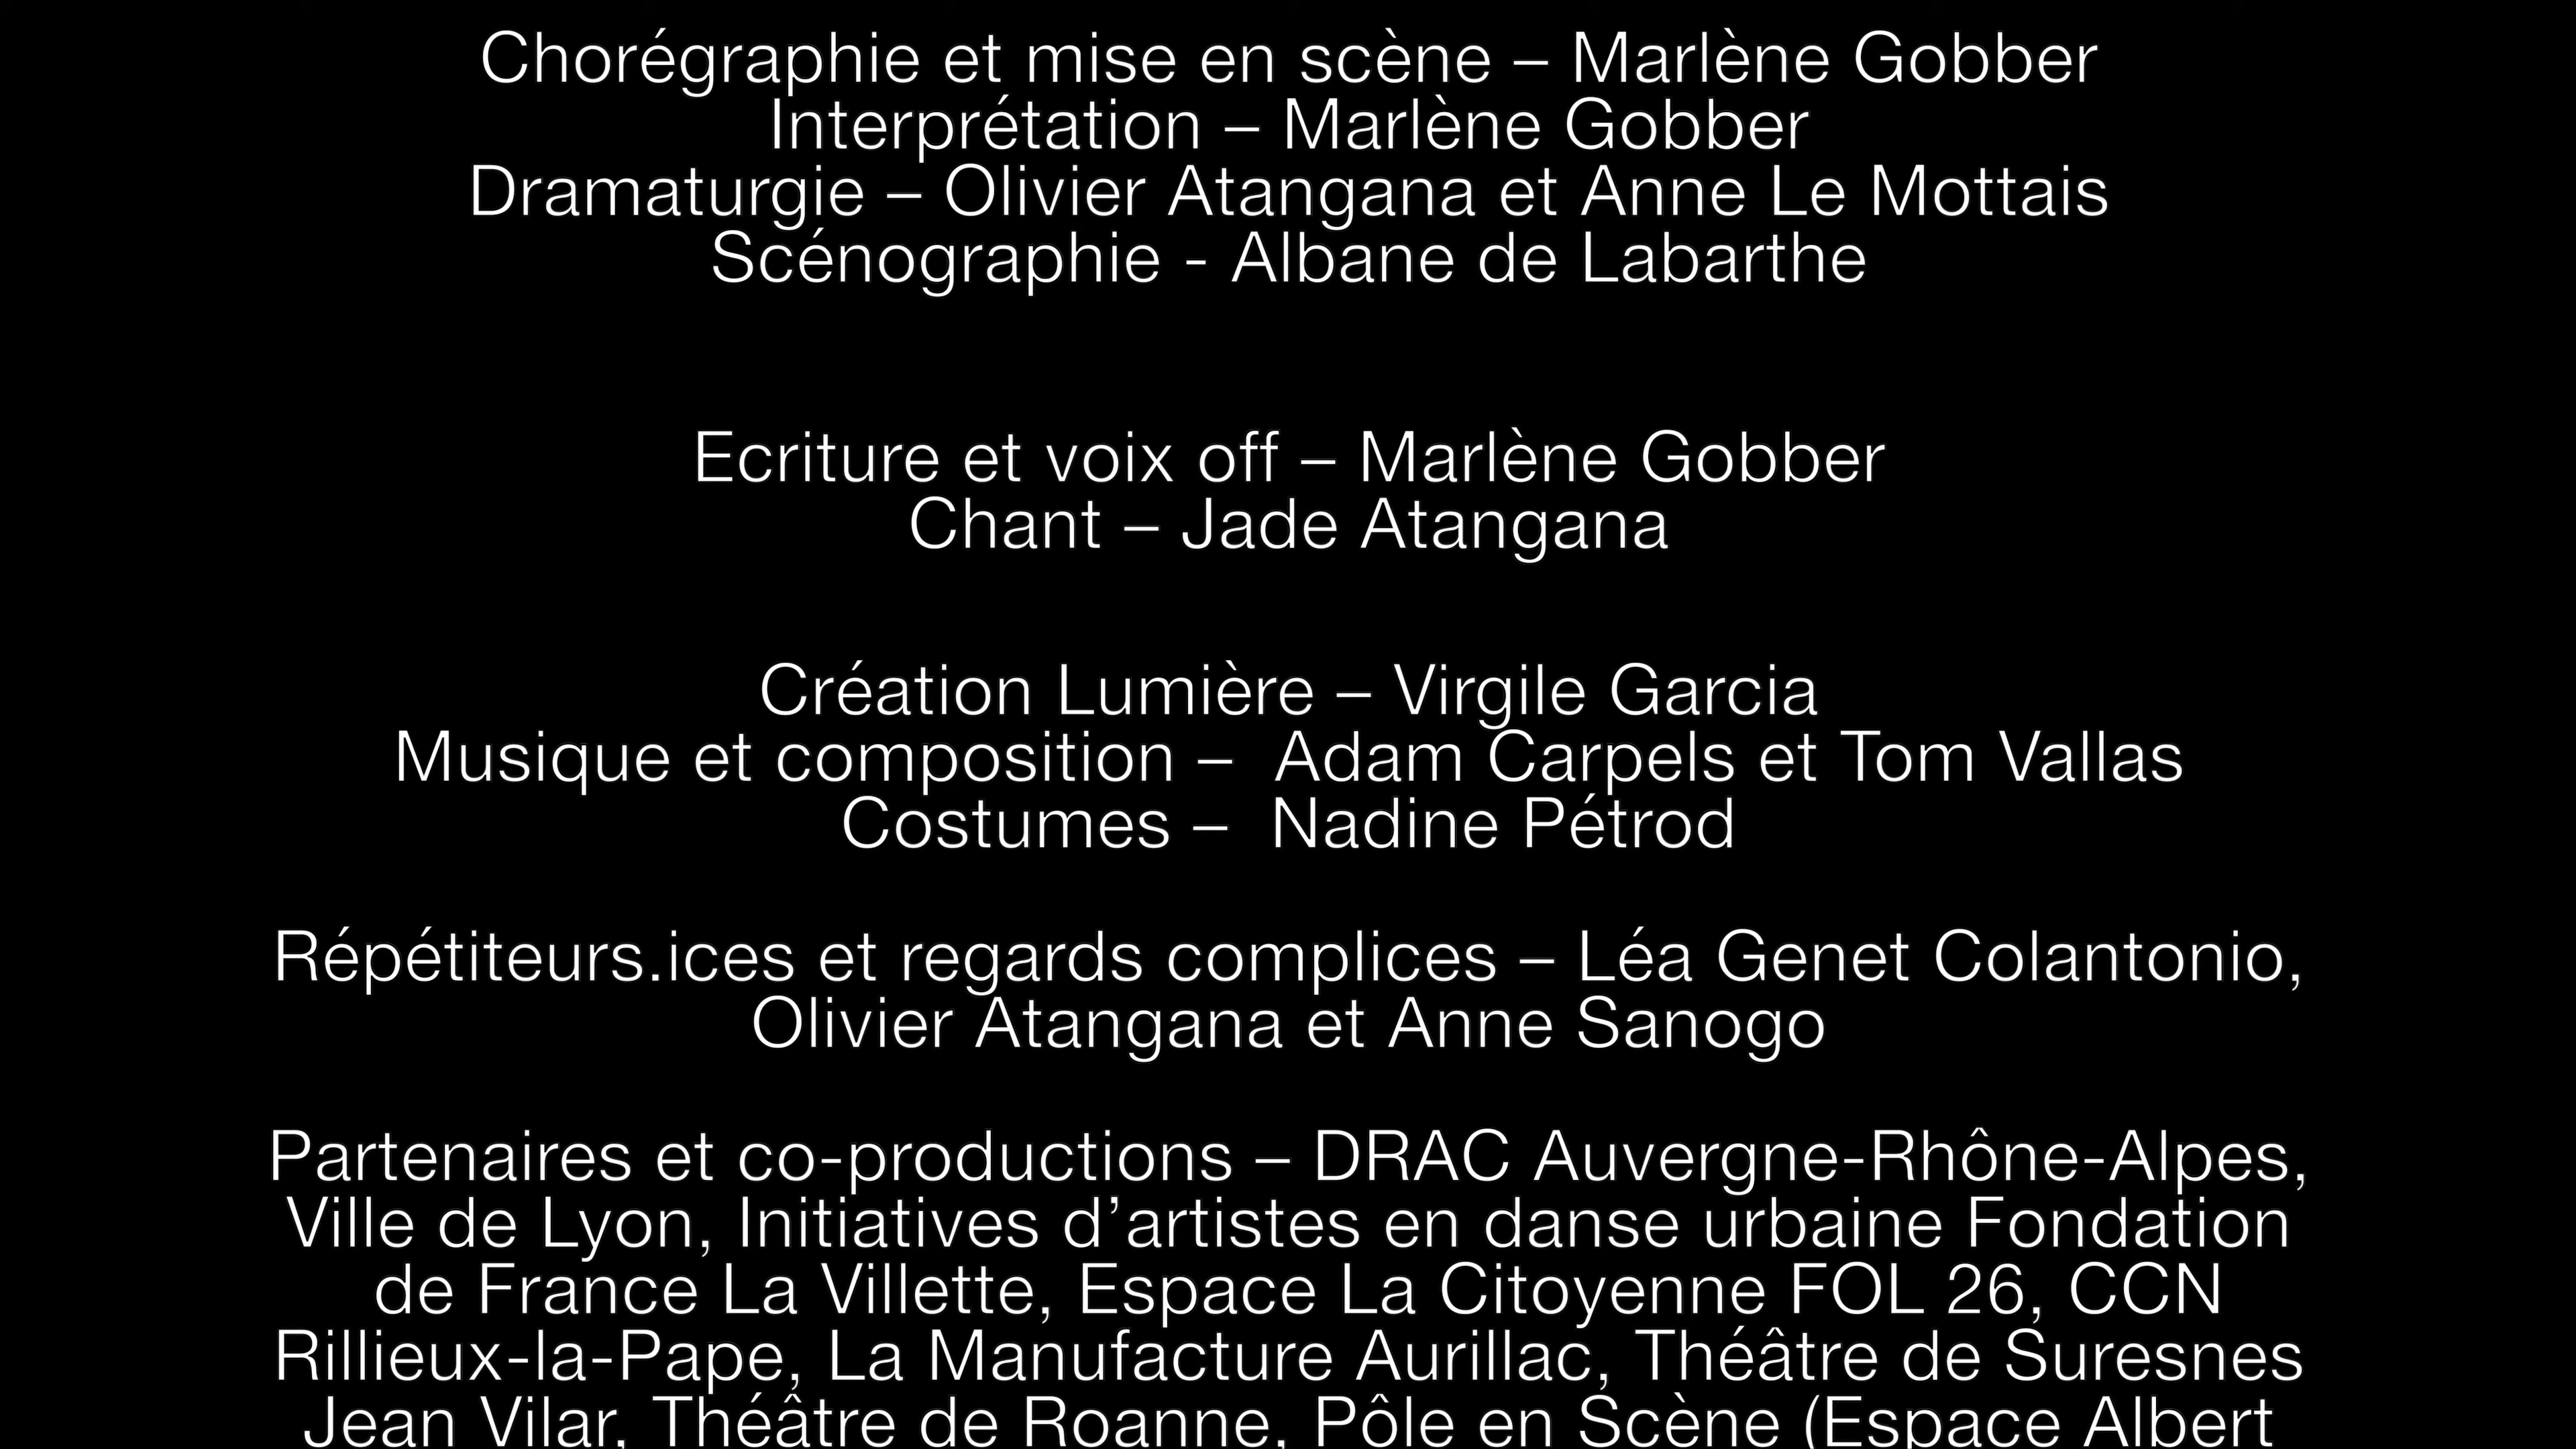 Chorégraphie et mise en scène – Marlène Gobber
Interprétation – Marlène Gobber
Dramaturgie – Olivier Atangana et Anne Le Mottais
Scénographie - Albane de Labarthe
Ecriture et voix off – Marlène Gobber
Chant – Jade Atangana
Création Lumière – Virgile Garcia
Musique et composition – Adam Carpels et Tom Vallas
Costumes – Nadine Pétrod
Répétiteurs.ices et regards complices – Léa Genet Colantonio,
Olivier Atangana et Anne Sanogo
Partenaires et co-productions – DRAC Auvergne-Rhône-Alpes,
Ville de Lyon, Initiatives d’artistes en danse urbaine Fondation
de France La Villette, Espace La Citoyenne FOL 26, CCN
Rillieux-la-Pape, La Manufacture Aurillac, Théâtre de Suresnes
Jean Vilar, Théâtre de Roanne, Pôle en Scène (Espace Albert